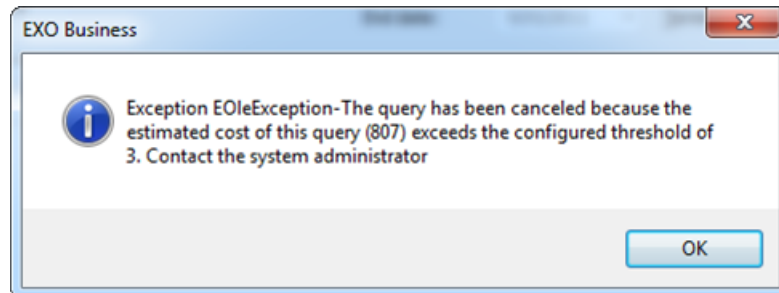 EXO Business
Exception EOleException-The query has been canceled because the
estimated cost of this query (807) exceeds the configured threshold of
3. Contact the system administrator
OK